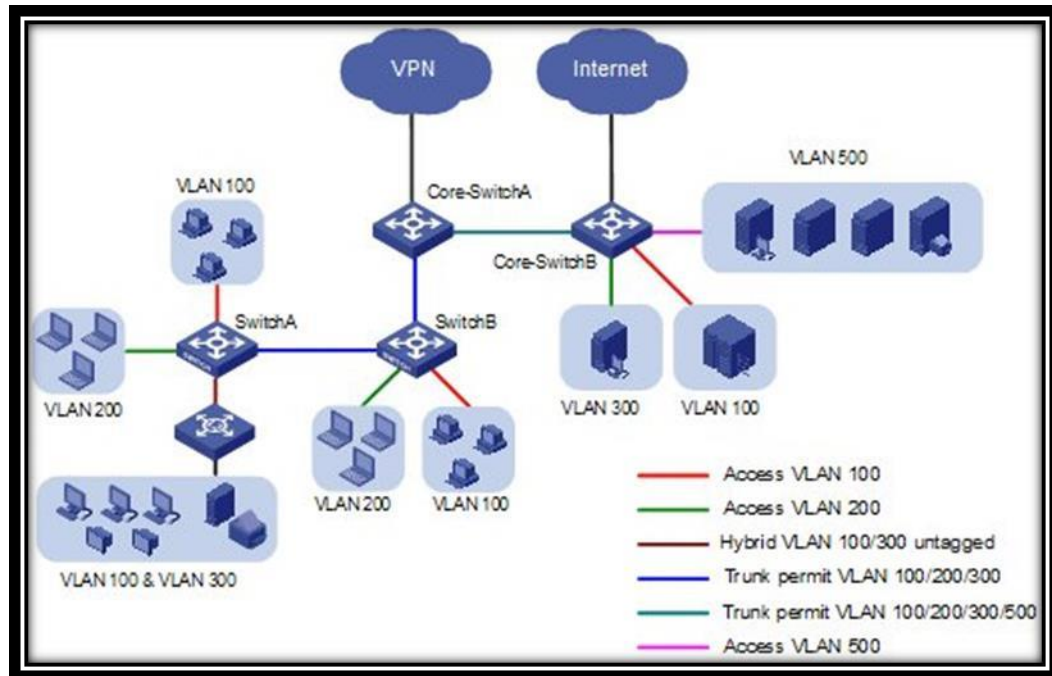 VPN
Internet
VLAN 500
VLAN 100
Core-SwitchA
Core-SwitchB
SwitchA
SwitchB
VLAN 200
VLAN 300
VLAN 100
VLAN 200
VLAN 100
VLAN 100 & VLAN 300
Access VLAN 100
Access VLAN 200
Hybrid VLAN 100/300 untagged
Trunk permit VLAN 100/200/300
Trunk permit VLAN 100/200/300/500
Access VLAN 500